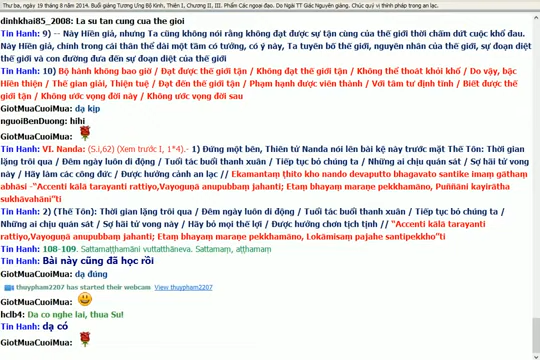 Thư ba, ngày 19 tháng 8 năm 2014. Buổi giảng Tương Ưng Bộ Kinh, Thiên I, Chương II, III. Phẩm Các ngoại đạo. Do Ngài TT Giác Nguyên giảng. Chúc quý vị thính pháp trong an lạc.
dinhkhai85_2008: La su tan cung cua the gioi
Tín Hanh: 9) -- Này Hiền giả, nhưng Ta cũng không nói rằng không đạt được sự tận cùng của thế giới thời chấm dứt cuộc khổ đau.
Này Hiền giả, chính trong cái thân thể dài một tầm có tưởng, có ý này, Ta tuyên bố thế giới, nguyên nhân của thế giới, sự đoạn diệt
thế giới và con đường đưa đến sự đoạn diệt của thế giới
Tín Hanh: 10) Bộ hành không bao giờ / Đạt được thế giới tận / Không đạt thế giới tận / Không thể thoát khỏi khổ / Do vậy, bậc
Hiền thiện / Thế gian giải, Thiện tuệ / Đạt đến thế giới tận / Phạm hạnh được viên thành / Với tâm tư định tĩnh / Biết được thế
giới tận / Không ước vọng đời này / Không ước vọng đời sau
GiotMuaCuoiMua: dạ kịp
nguoiBenDuong: hihi
GiotMuaCuoiMua:
Tín Hanh: VI. Nanda: (S.i,62) (Xem trước I, 1*4).- 1) Đứng một bên, Thiên tử Nanda nói lên bài kệ này trước mặt Thế Tôn: Thời gian
lặng trôi qua / Đêm ngày luôn di động / Tuổi tác buổi thanh xuân / Tiếp tục bỏ chúng ta / Những ai chịu quán sát / Sợ hãi tử vong
này / Hãy làm các công đức / Được hưởng cảnh an lạc // Ekamantaṃ ṭhito kho nando devaputto bhagavato santike imaṃ gāthaṃ
abhāsi -“Accenti kālā tarayanti rattiyo,Vayoguṇā anupubbaṃ jahanti; Etaṃ bhayaṃ maraṇe pekkhamāno, Puññāni kayirātha
sukhāvahānī”ti
Tín Hanh: 2) (Thế Tôn): Thời gian lặng trôi qua / Đêm ngày luôn di động / Tuổi tác buổi thanh xuân / Tiếp tục bỏ chúng ta /
Những ai chịu quán sát / Sợ hãi tử vong này / Hãy bỏ mọi thế lợi / Được hưởng chơn tịch tịnh // “Accenti kālā tarayanti
rattiyo,Vayoguṇā anupubbaṃ jahanti; Etaṃ bhayaṃ maraṇe pekkhamāno, Lokāmisaṃ pajahe santipekkho”ti
Tín Hanh: 108-109. Sattamaṭṭhamāni vuttatthāneva. Sattamaṃ, aṭṭhamaṃ
Tín Hanh: Bài này cũng đã học rồi
GiotMuaCuoiMua: dạ đúng
thuypham2207 has started their webcam View thuypham2207
GiotMuaCuoiMua:
hclb4: Da co nghe lai, thua Su!
Tín Hanh: dạ có
GiotMuaCuoiMua: